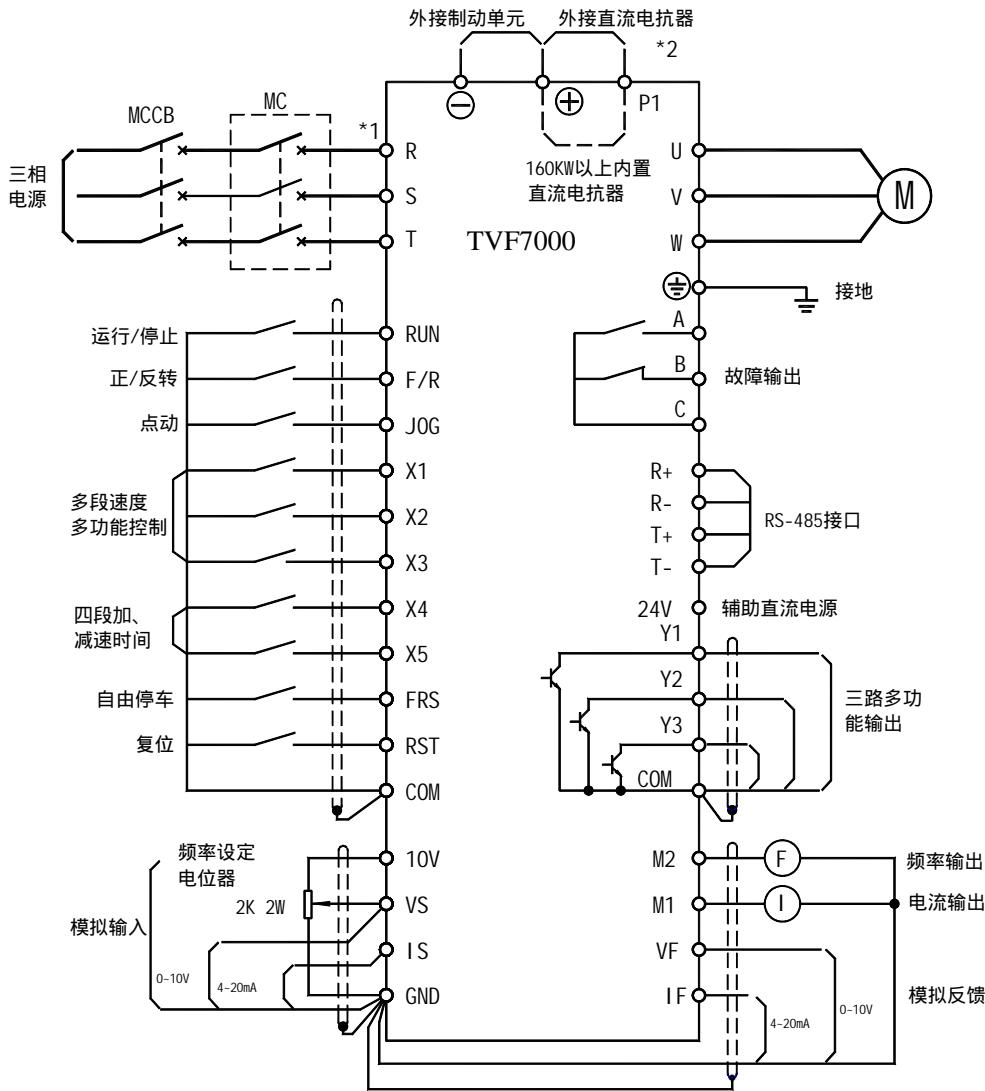 外接制动单元
外接直流电抗器
*2
P1
MCCB
MC
*1
三相
电源
R
S
T
160KW以上内置
直流电抗器
TVF7000
U
V
W
M
接地
运行/停止
RUN
正/反转
F/R
点动
JOG
多段速度
多功能控制
X1
X2
X3
四段加、
减速时间
X4
X5
自由停车
FRS
复位
RST
COM
A
B
C
故障输出
R+
R-
T+
T-
RS-485接口
24V
辅助直流电源
Y1
Y2
Y3
COM
三路多功
能输出
频率设定
电位器
2K 2W
模拟输入
0-10V
4-20mA
10V
VS
IS
GND
M2
F
频率输出
M1
I
电流输出
VF
IF
4-20mA
0-10V
模拟反馈